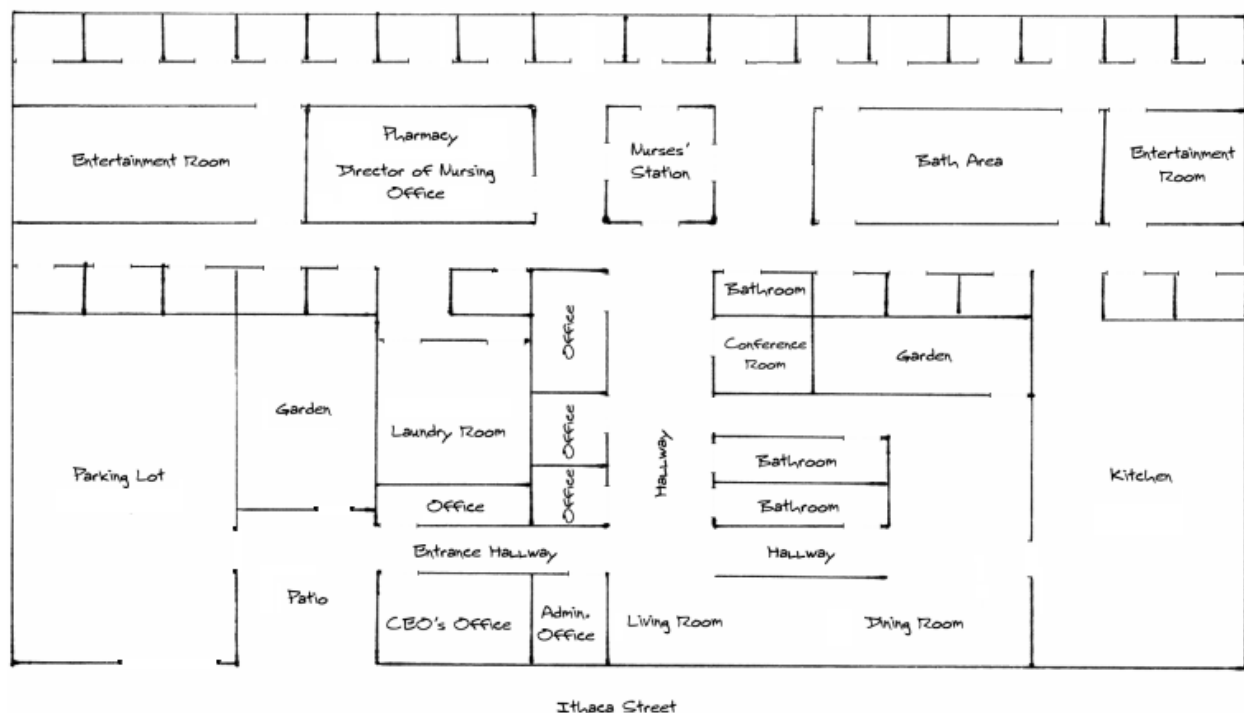 Pharmacy
Entertainment Room
Director of Nursing
Office
Nurses'
Station
Bath Area
Entertainment
Room
Bathroom
Office
Conference
Room
Garden
Garden
Laundry Room
Office
Hallway
Bathroom
Parking Lot
Kitchen
Office
Office
Bathroom
Entrance Hallway
Hallway
Patio
CEO's Office
Admin.
Office
Living Room
Dining Room
Ithaca Street